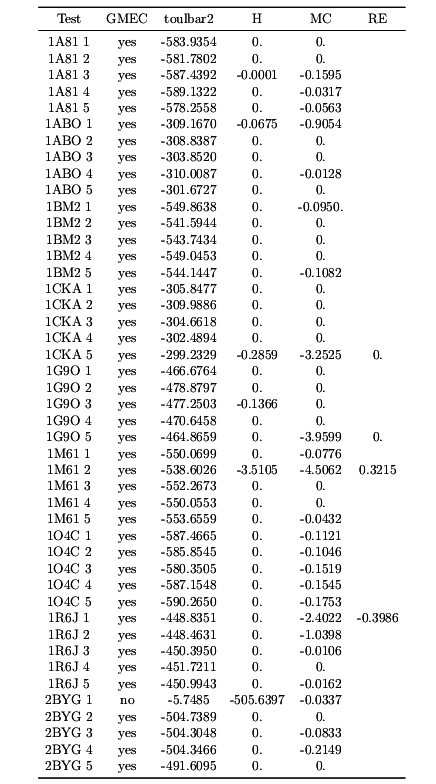 Test GMEC toulbar2 H MC RE
1A81 1 yes -583.9354 0. 0.
1A81 2 yes -581.7802 0. 0.
1A81 3 yes -587.4392 -0.0001 -0.1595
1A81 4 yes -589.1322 0. -0.0317
1A81 5 yes -578.2558 0. -0.0563
1ABO 1 yes -309.1670 -0.0675 -0.9054
1ABO 2 yes -308.8387 0. 0.
1ABO 3 yes -303.8520 0. 0.
1ABO 4 yes -310.0087 0. -0.0128
1ABO 5 yes -301.6727 0. 0.
1BM2 1 yes -549.8638 0. -0.0950.
1BM2 2 yes -541.5944 0. 0.
1BM2 3 yes -543.7434 0. 0.
1BM2 4 yes -549.0453 0. 0.
1BM2 5 yes -544.1447 0. -0.1082
1CKA 1 yes -305.8477 0. 0.
1CKA 2 yes -309.9886 0. 0.
1CKA 3 yes -304.6618 0. 0.
1CKA 4 yes -302.4894 0. 0.
1CKA 5 yes -299.2329 -0.2859 -3.2525 0.
1G9O 1 yes -466.6764 0. 0.
1G9O 2 yes -478.8797 0. 0.
1G9O 3 yes -477.2503 -0.1366 0.
1G9O 4 yes -470.6458 0. 0.
1G9O 5 yes -464.8659 0. -3.9599 0.
1M61 1 yes -550.0699 0. -0.0776
1M61 2 yes -538.6026 -3.5105 -4.5062 0.3215
1M61 3 yes -552.2673 0. 0.
1M61 4 yes -550.0553 0. 0.
1M61 5 yes -553.6559 0. -0.0432
1O4C 1 yes -587.4665 0. -0.1121
1O4C 2 yes -585.8545 0. -0.1046
1O4C 3 yes -580.3505 0. -0.1519
1O4C 4 yes -587.1548 0. -0.1545
1O4C 5 yes -590.2650 0. -0.1753
1R6J 1 yes -448.8351 0. -2.4022 -0.3986
1R6J 2 yes -448.4631 0. -1.0398
1R6J 3 yes -450.3950 0. -0.0106
1R6J 4 yes -451.7211 0. 0.
1R6J 5 yes -450.9943 0. -0.0162
2BYG 1 no -5.7485 -505.6397 -0.0337
2BYG 2 yes -504.7389 0. 0.
2BYG 3 yes -504.3048 0. -0.0833
2BYG 4 yes -504.3466 0. -0.2149
2BYG 5 yes -491.6095 0. 0.